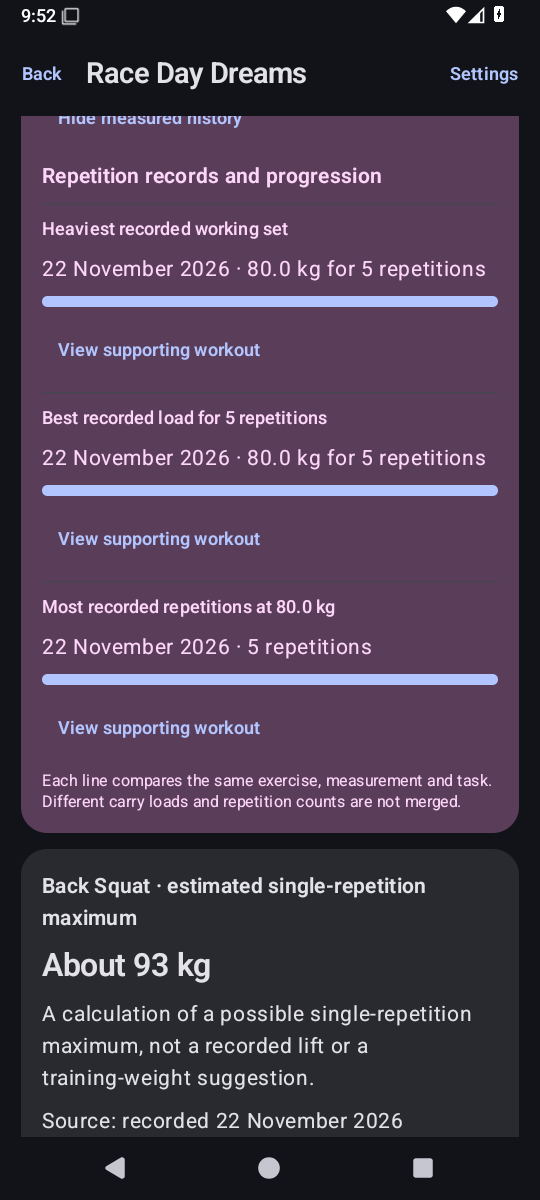 9:52
Back
Race Day Dreams
Settings
Hide measured history
Repetition records and progression
Heaviest recorded working set
22 November 2026 · 80.0 kg for 5 repetitions
View supporting workout
Best recorded load for 5 repetitions
22 November 2026 · 80.0 kg for 5 repetitions
View supporting workout
Most recorded repetitions at 80.0 kg
22 November 2026 · 5 repetitions
View supporting workout
Each line compares the same exercise, measurement and task.
Different carry loads and repetition counts are not merged.
Back Squat · estimated single-repetition
maximum
About 93 kg
A calculation of a possible single-repetition
maximum, not a recorded lift or a
training-weight suggestion.
Source: recorded 22 November 2026